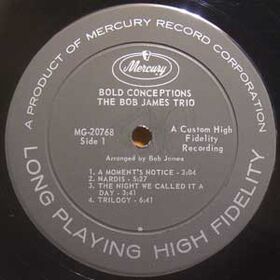 A PRODUCT OF MERCURY RECORD CORPORATION
Mercury
BOLD CONCEPTIONS
THE BOB JAMES TRIO
MG-20768
Side 1
A Custom High
Fidelity
Recording
Arranged by Bob James
1. A MOMENT'S NOTICE - 3:04
2. NARDIS - 5:27
3. THE NIGHT WE CALLED IT A
DAY - 3:41
4. TRILOGY - 6:41
LONG PLAYING HIGH FIDELITY